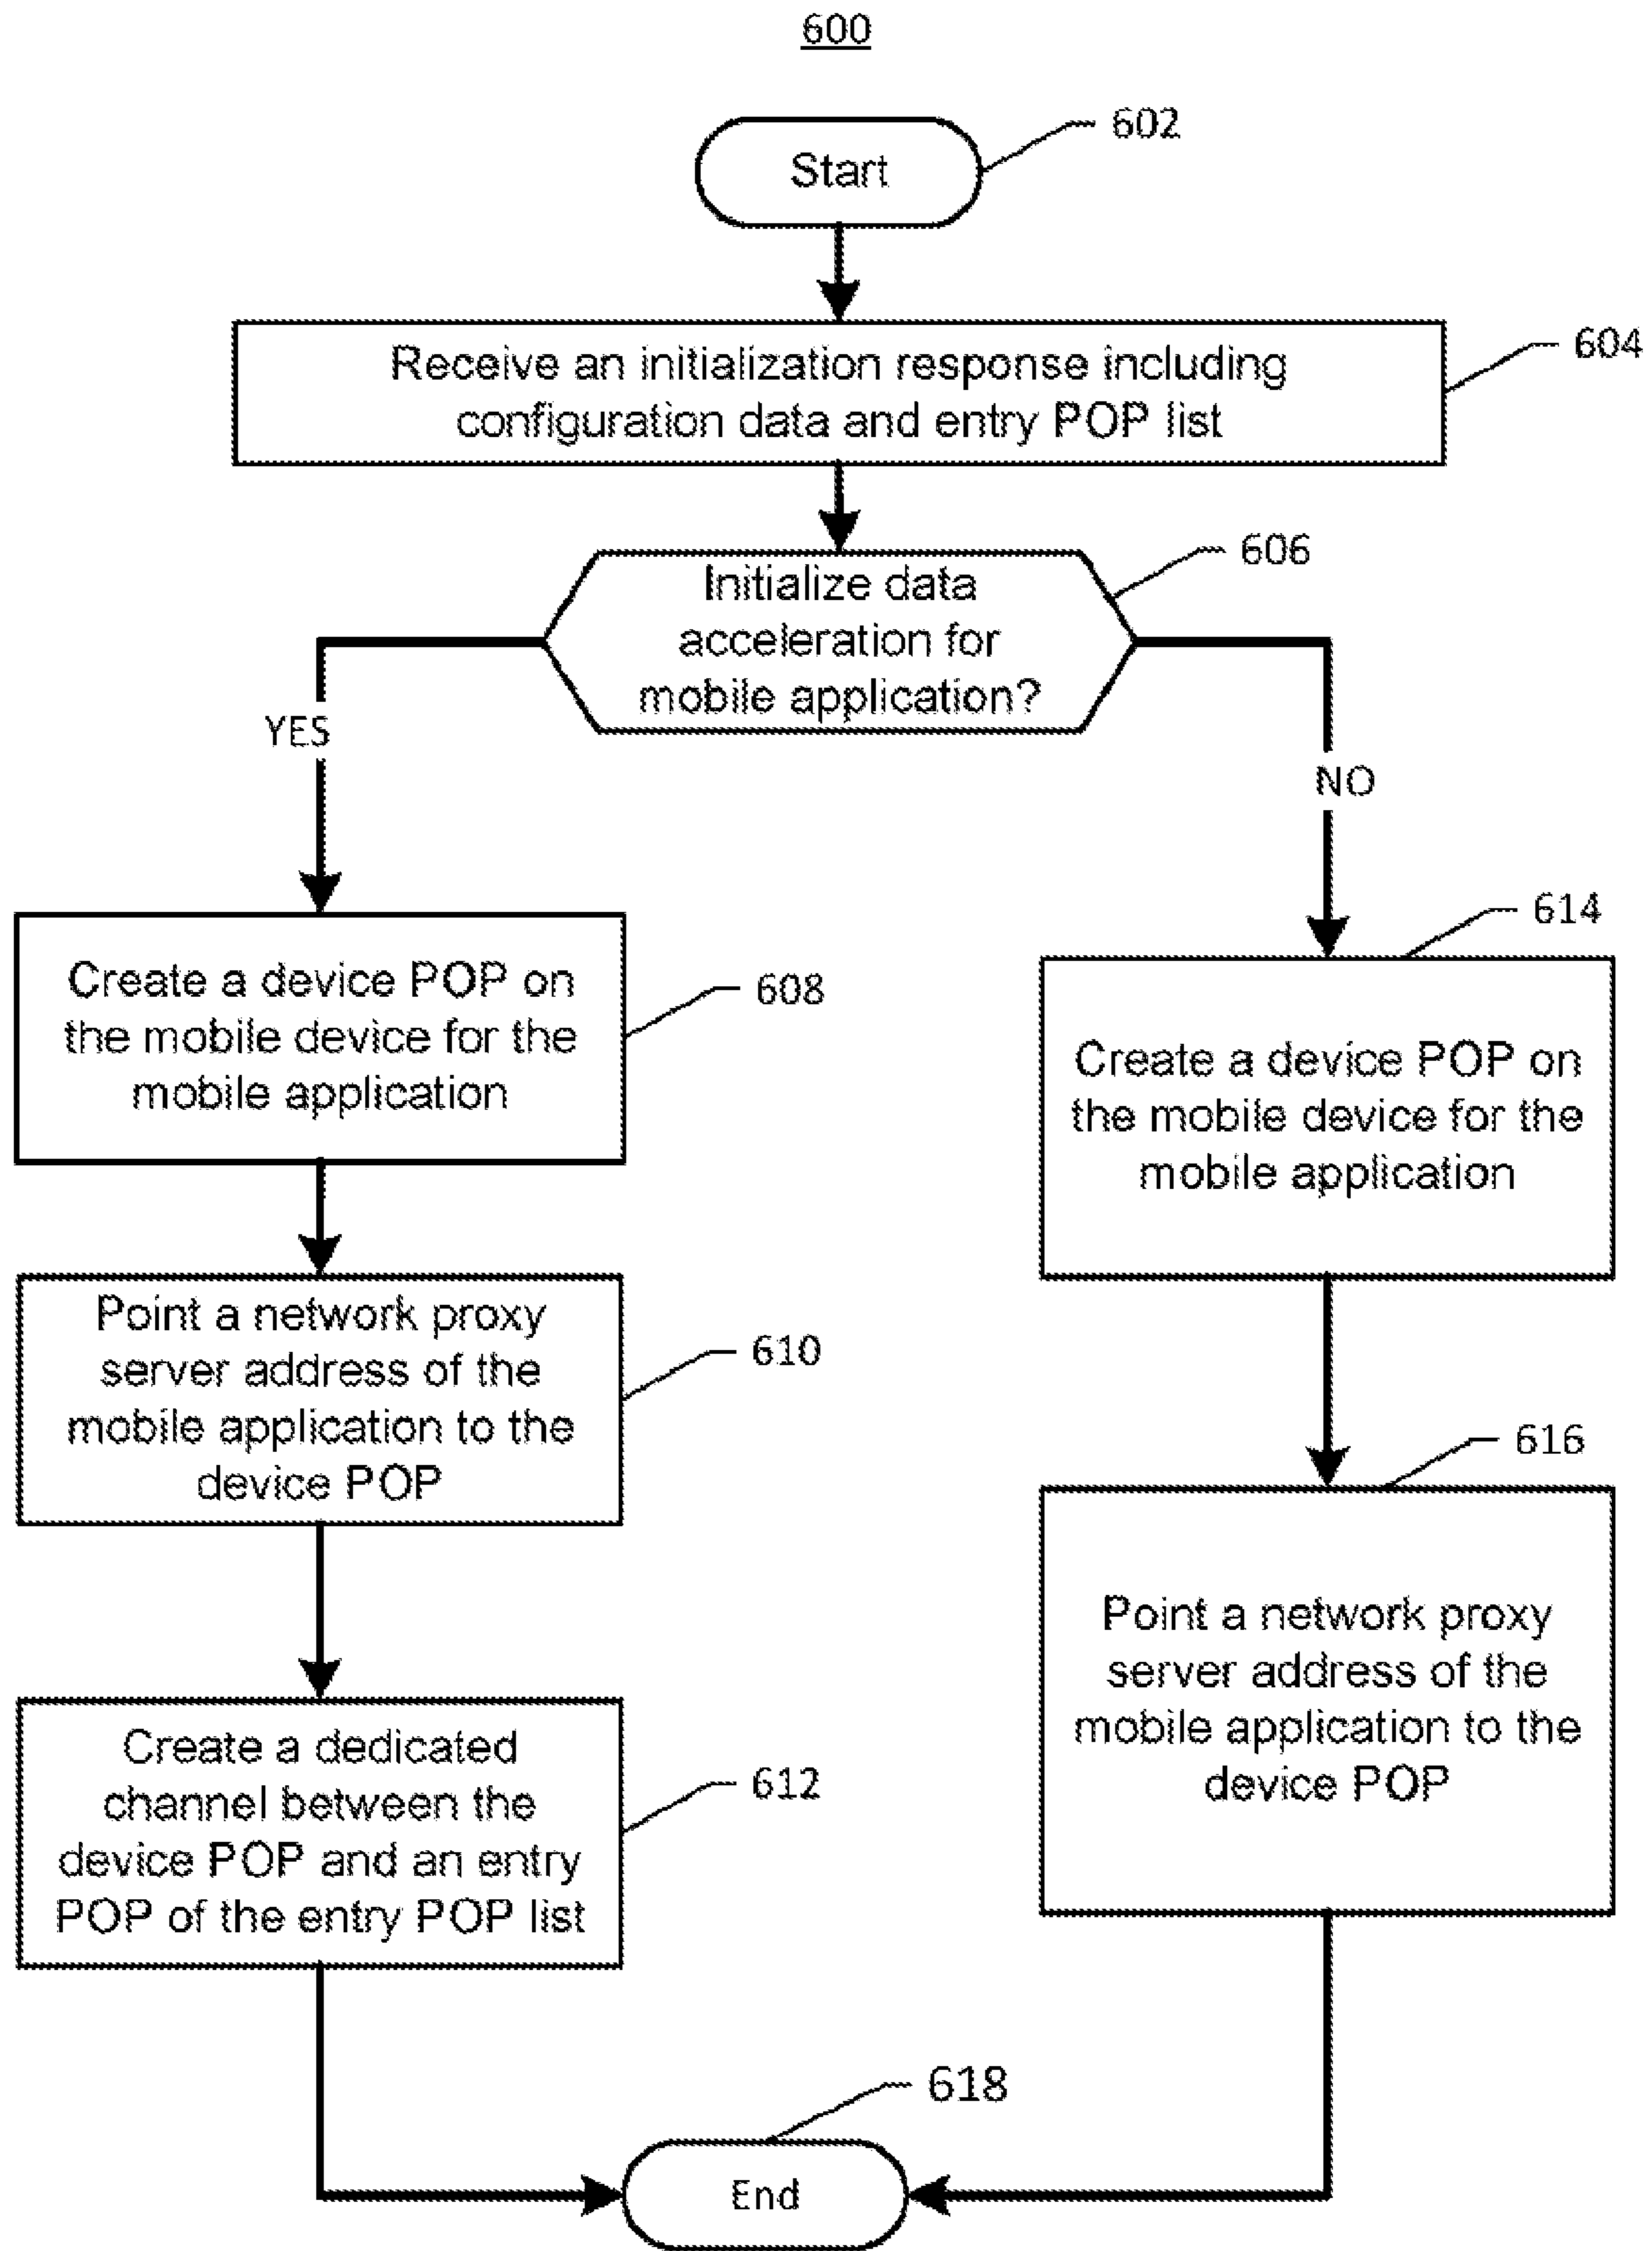 600
602
Start
604
Receive an initialization response including
configuration data and entry POP list
606
Initialize data
acceleration for
mobile application?
YES
NO
608
Create a device POP on
the mobile device for the
mobile application
610
Point a network proxy
server address of the
mobile application to the
device POP
612
Create a dedicated
channel between the
device POP and an entry
POP of the entry POP list
614
Create a device POP on
the mobile device for the
mobile application
616
Point a network proxy
server address of the
mobile application to the
device POP
618
End